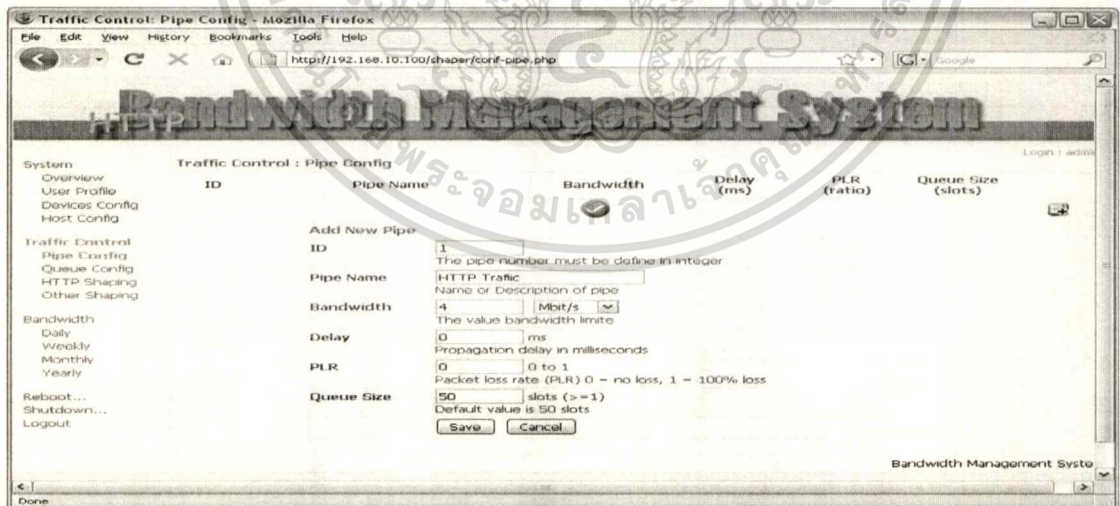 Traffic Control: Pipe Config - Mozilla Firefox
File Edit View History Bookmarks Tools Help
http://192.168.10.100/shaper/conf-pipe.php
Google
HTTP Bandwidth Management System
Login : admi
System
Overview
User Profile
Devices Config
Host Config
Traffic Control
Pipe Config
Queue Config
HTTP Shaping
Other Shaping
Bandwidth
Daily
Weekly
Monthly
Yearly
Reboot...
Shutdown...
Logout
Traffic Control : Pipe Config
ID Pipe Name Bandwidth Delay (ms) PLR (ratio) Queue Size (slots)
Add New Pipe
ID 1
The pipe number must be define in integer
Pipe Name HTTP Traffic
Name or Description of pipe
Bandwidth 4 Mbit/s
The value bandwidth limite
Delay 0 ms
Propagation delay in milliseconds
PLR 0 0 to 1
Packet loss rate (PLR) 0 = no loss, 1 = 100% loss
Queue Size 50 slots (>=1)
Default value is 50 slots
Save Cancel
Bandwidth Management Syste
Done